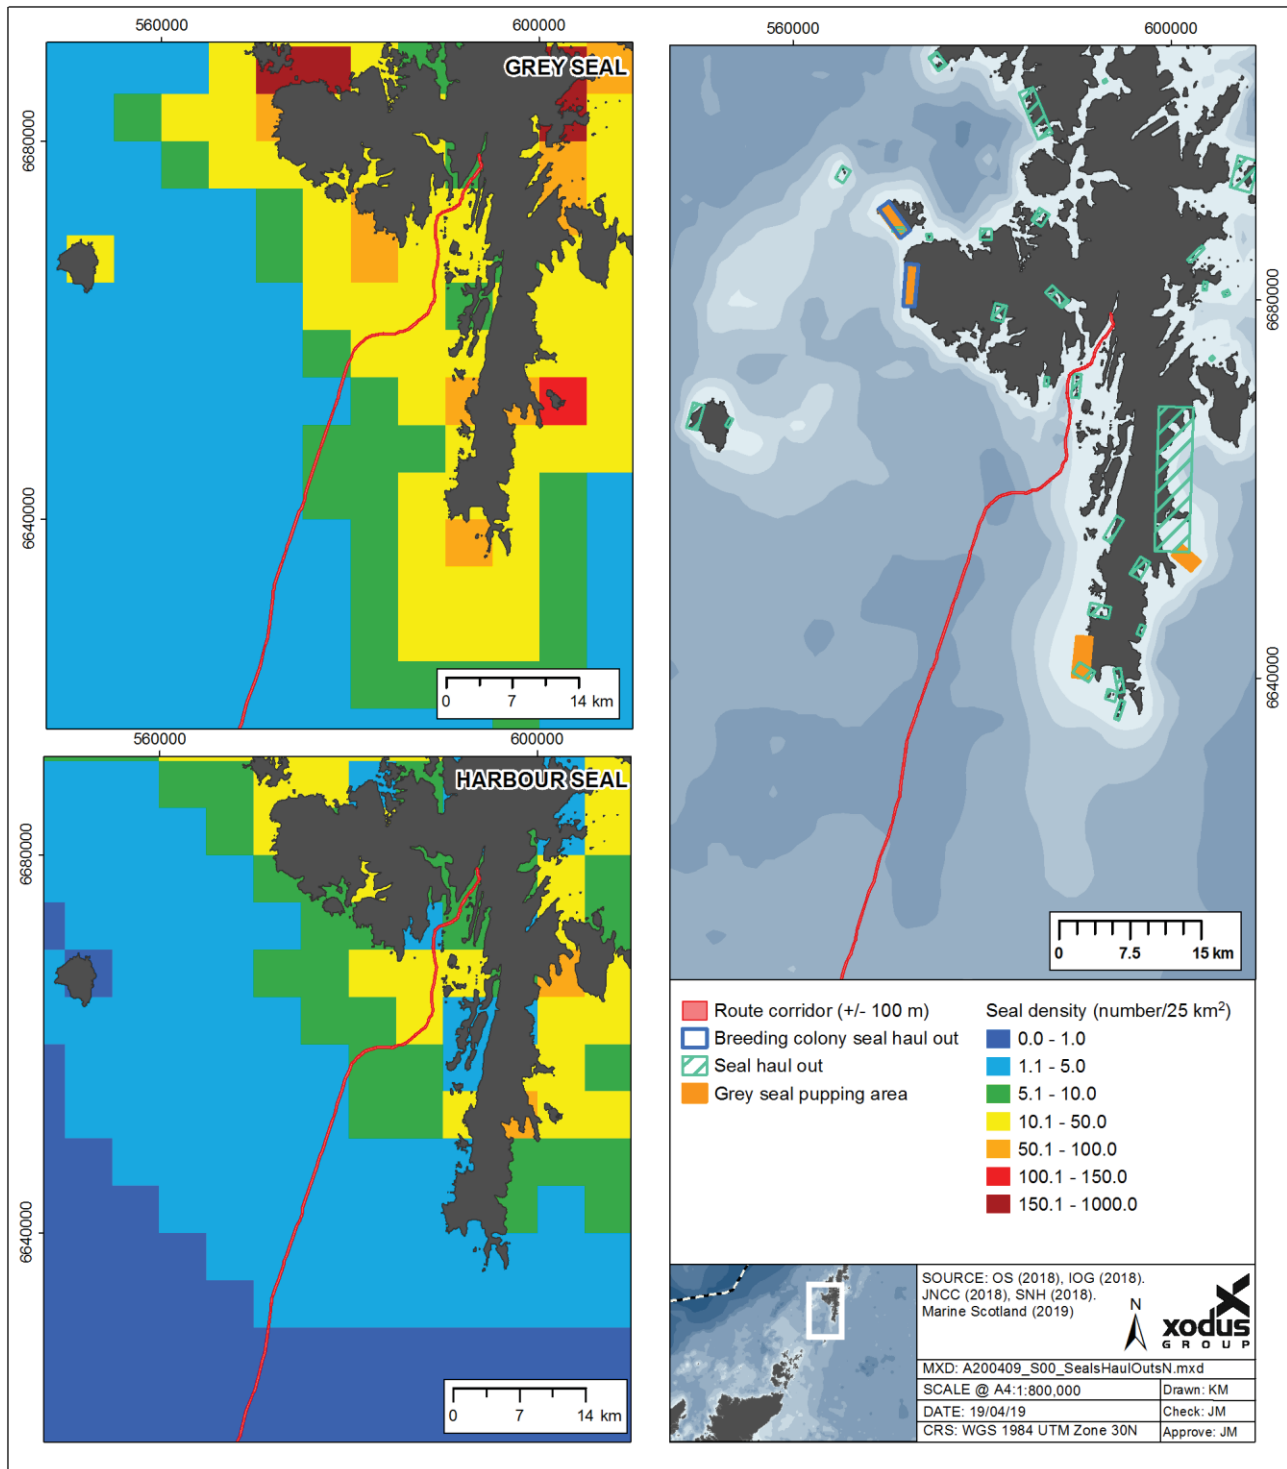 560000
600000
GREY SEAL
6680000
6640000
0 7 14 km
560000
600000
HARBOUR SEAL
6680000
6640000
0 7 14 km
560000
600000
6680000
6640000
0 7.5 15 km
Route corridor (+/- 100 m)
Breeding colony seal haul out
Seal haul out
Grey seal pupping area
Seal density (number/25 km²)
0.0 - 1.0
1.1 - 5.0
5.1 - 10.0
10.1 - 50.0
50.1 - 100.0
100.1 - 150.0
150.1 - 1000.0
SOURCE: OS (2018), IOG (2018).
JNCC (2018), SNH (2018).
Marine Scotland (2019)
N
xodus
GROUP
MXD: A200409_S00_SealsHaulOutsN.mxd
SCALE @ A4:1:800,000
Drawn: KM
DATE: 19/04/19
Check: JM
CRS: WGS 1984 UTM Zone 30N
Approve: JM